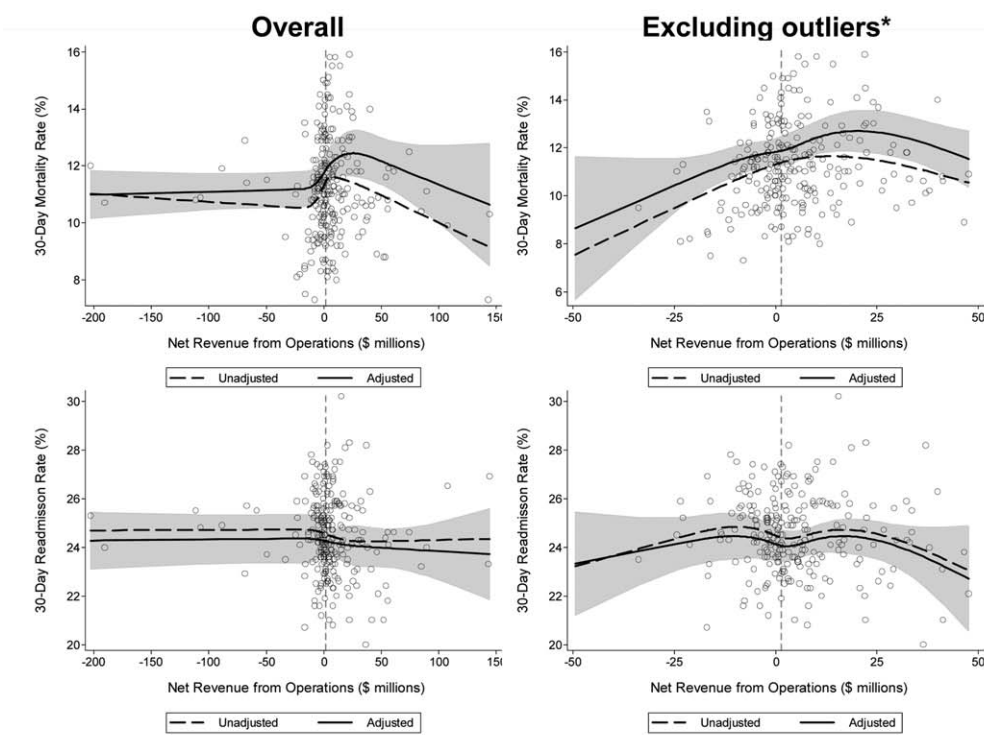 Overall
Excluding outliers*
30-Day Mortality Rate (%)
16
14
12
10
8
-200 -150 -100 -50 0 50 100 150
Net Revenue from Operations ($ millions)
Unadjusted Adjusted
30-Day Mortality Rate (%)
16
14
12
10
8
6
-50 -25 0 25 50
Net Revenue from Operations ($ millions)
Unadjusted Adjusted
30-Day Readmisson Rate (%)
30
28
26
24
22
20
-200 -150 -100 -50 0 50 100 150
Net Revenue from Operations ($ millions)
Unadjusted Adjusted
30-Day Readmisson Rate (%)
30
28
26
24
22
20
-50 -25 0 25 50
Net Revenue from Operations ($ millions)
Unadjusted Adjusted